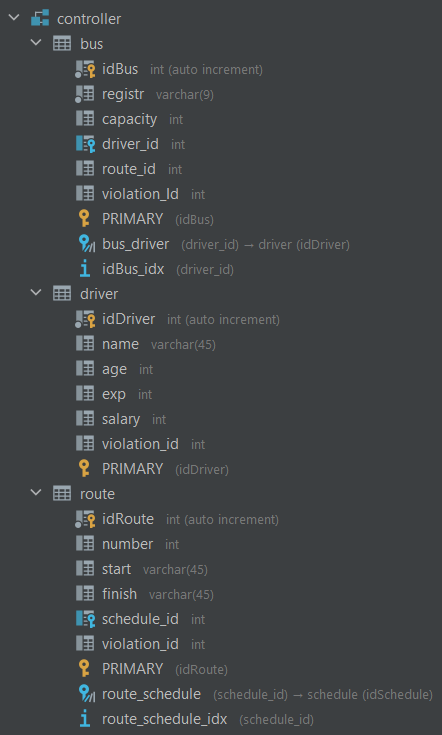 controller
bus
idBus int (auto increment)
registr varchar(9)
capacity int
driver_id int
route_id int
violation_Id int
PRIMARY (idBus)
bus_driver (driver_id) → driver (idDriver)
idBus_idx (driver_id)
driver
idDriver int (auto increment)
name varchar(45)
age int
exp int
salary int
violation_id int
PRIMARY (idDriver)
route
idRoute int (auto increment)
number int
start varchar(45)
finish varchar(45)
schedule_id int
violation_id int
PRIMARY (idRoute)
route_schedule (schedule_id) → schedule (idSchedule)
route_schedule_idx (schedule_id)